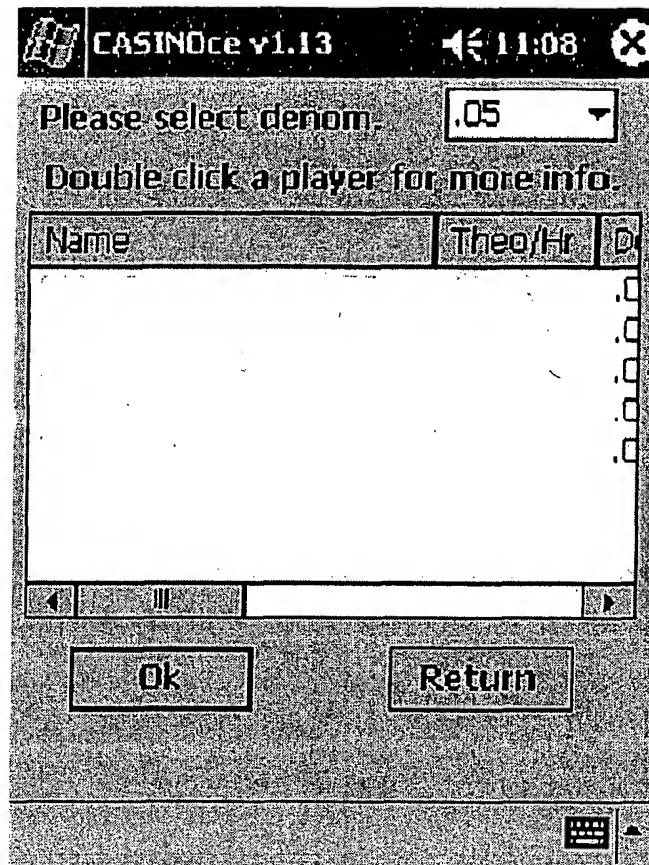 CASINOce v1.13 11:08
Please select denom. .05
Double click a player for more info.
Name Theo/Hr
Ok Return